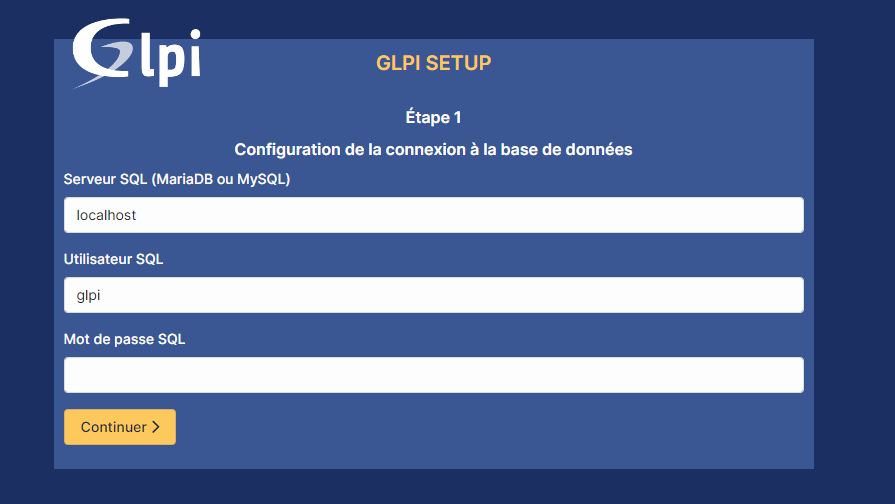 Glpi
GLPI SETUP
Étape 1
Configuration de la connexion à la base de données
Serveur SQL (MariaDB ou MySQL)
localhost
Utilisateur SQL
glpi
Mot de passe SQL
Continuer